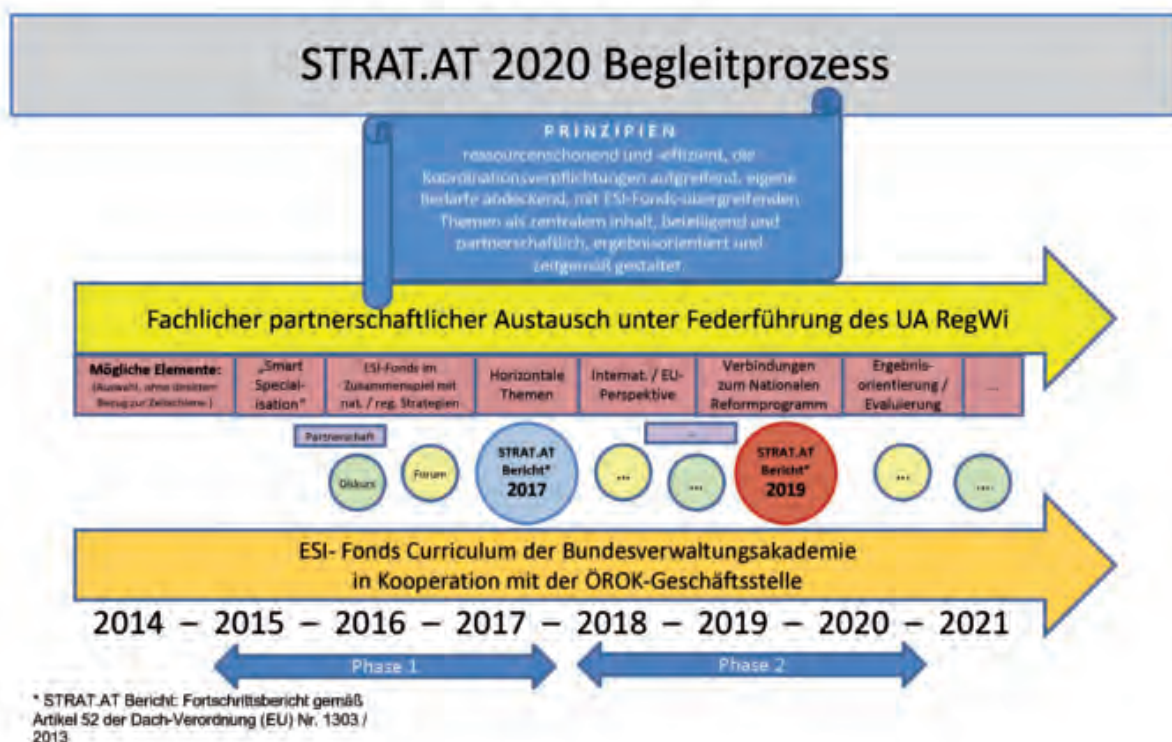 STRAT.AT 2020 Begleitprozess
PRINZIPIEN
ressourcenschonend und -effizient, die
Koordinationsverpflichtungen aufgreifend, eigene
Bedarfe abdeckend, mit ESI-Fonds-übergreifenden
Themen als zentralem Inhalt, beteiligend und
partnerschaftlich, ergebnisorientiert und
zeitgemäß gestaltet
Fachlicher partnerschaftlicher Austausch unter Federführung des UA RegWi
Mögliche Elemente:
(Auswahl, ohne direkten
Bezug zur Zeitschiene.)
„Smart
Special-
isation“
ESI-Fonds im
Zusammenspiel mit
nat. / reg. Strategien
Horizontale
Themen
Internat. / EU-
Perspektive
Verbindungen
zum Nationalen
Reformprogramm
Ergebnis-
orientierung /
Evaluierung
...
Partnerschaft
...
Diskurs
Forum
STRAT.AT
Bericht*
2017
...
...
STRAT.AT
Bericht*
2019
...
...
ESI- Fonds Curriculum der Bundesverwaltungsakademie
in Kooperation mit der ÖROK-Geschäftsstelle
2014 – 2015 – 2016 – 2017 – 2018 – 2019 – 2020 – 2021
Phase 1
Phase 2
* STRAT.AT Bericht: Fortschrittsbericht gemäß
Artikel 52 der Dach-Verordnung (EU) Nr. 1303 /
2013